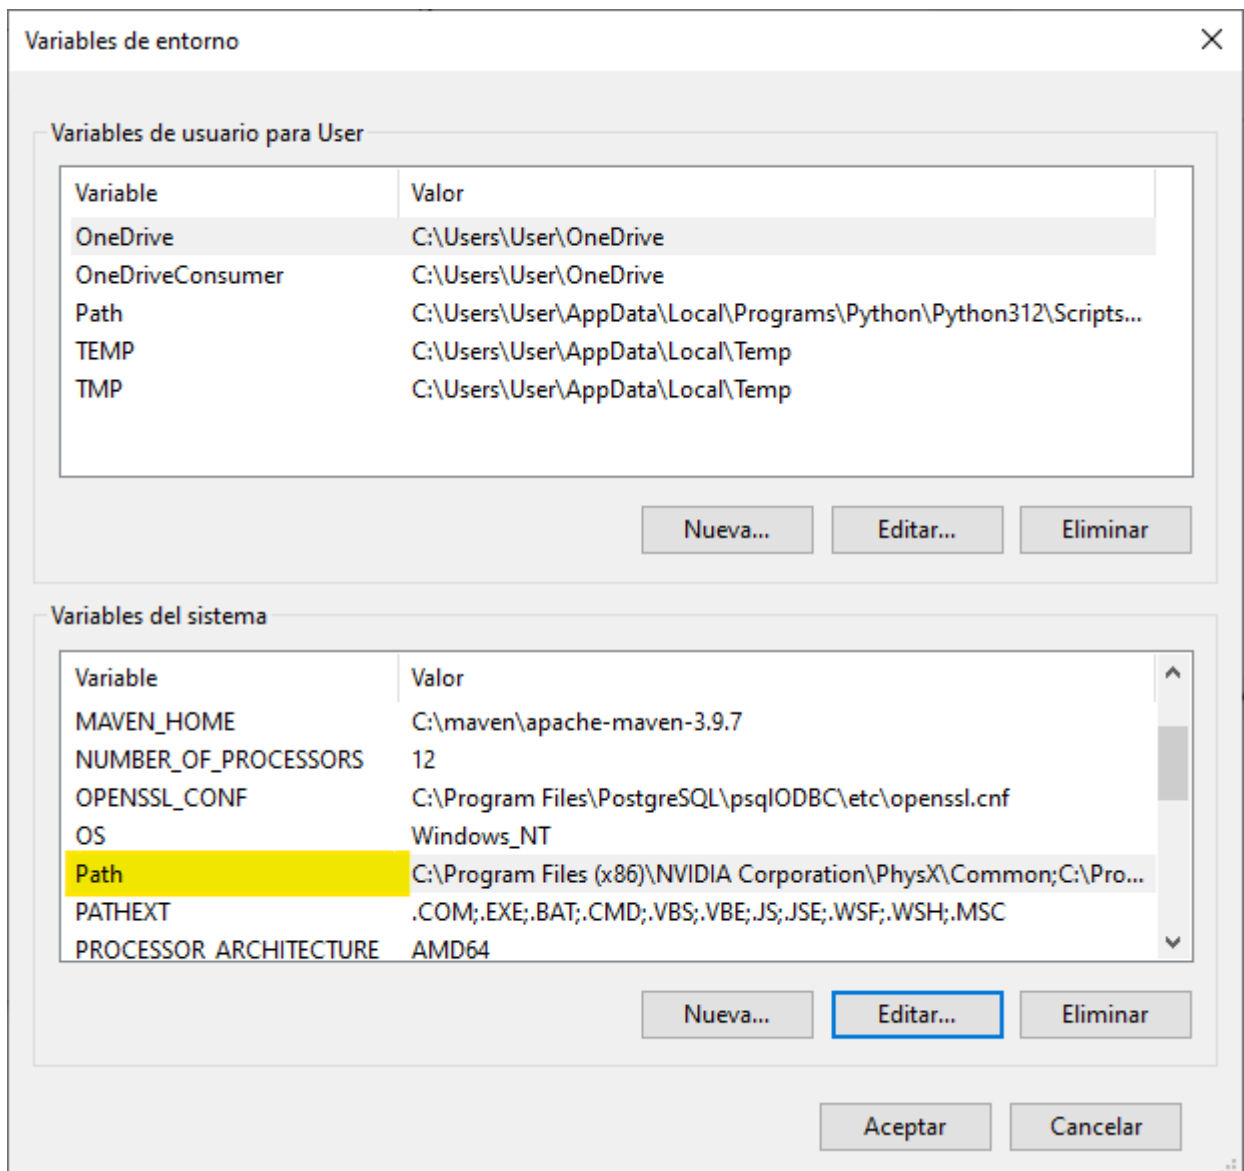 Variables de entorno
Variables de usuario para User
Variable Valor
OneDrive C:\Users\User\OneDrive
OneDriveConsumer C:\Users\User\OneDrive
Path C:\Users\User\AppData\Local\Programs\Python\Python312\Scripts...
TEMP C:\Users\User\AppData\Local\Temp
TMP C:\Users\User\AppData\Local\Temp
Nueva... Editar... Eliminar
Variables del sistema
Variable Valor
MAVEN_HOME C:\maven\apache-maven-3.9.7
NUMBER_OF_PROCESSORS 12
OPENSSL_CONF C:\Program Files\PostgreSQL\psqlODBC\etc\openssl.cnf
OS Windows_NT
Path C:\Program Files (x86)\NVIDIA Corporation\PhysX\Common;C:\Pro...
PATHEXT .COM;.EXE;.BAT;.CMD;.VBS;.VBE;.JS;.JSE;.WSF;.WSH;.MSC
PROCESSOR_ARCHITECTURE AMD64
Nueva... Editar... Eliminar
Aceptar Cancelar